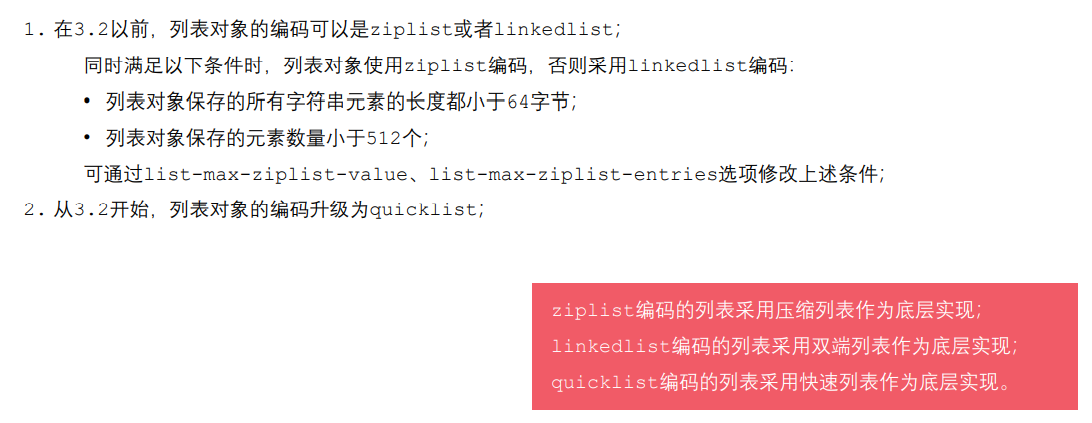 1. 在3.2以前，列表对象的编码可以是ziplist或者linkedlist；
同时满足以下条件时，列表对象使用ziplist编码，否则采用linkedlist编码：
• 列表对象保存的所有字符串元素的长度都小于64字节；
• 列表对象保存的元素数量小于512个；
可通过list-max-ziplist-value、list-max-ziplist-entries选项修改上述条件；
2. 从3.2开始，列表对象的编码升级为quicklist；
ziplist编码的列表采用压缩列表作为底层实现；
linkedlist编码的列表采用双端列表作为底层实现；
quicklist编码的列表采用快速列表作为底层实现。